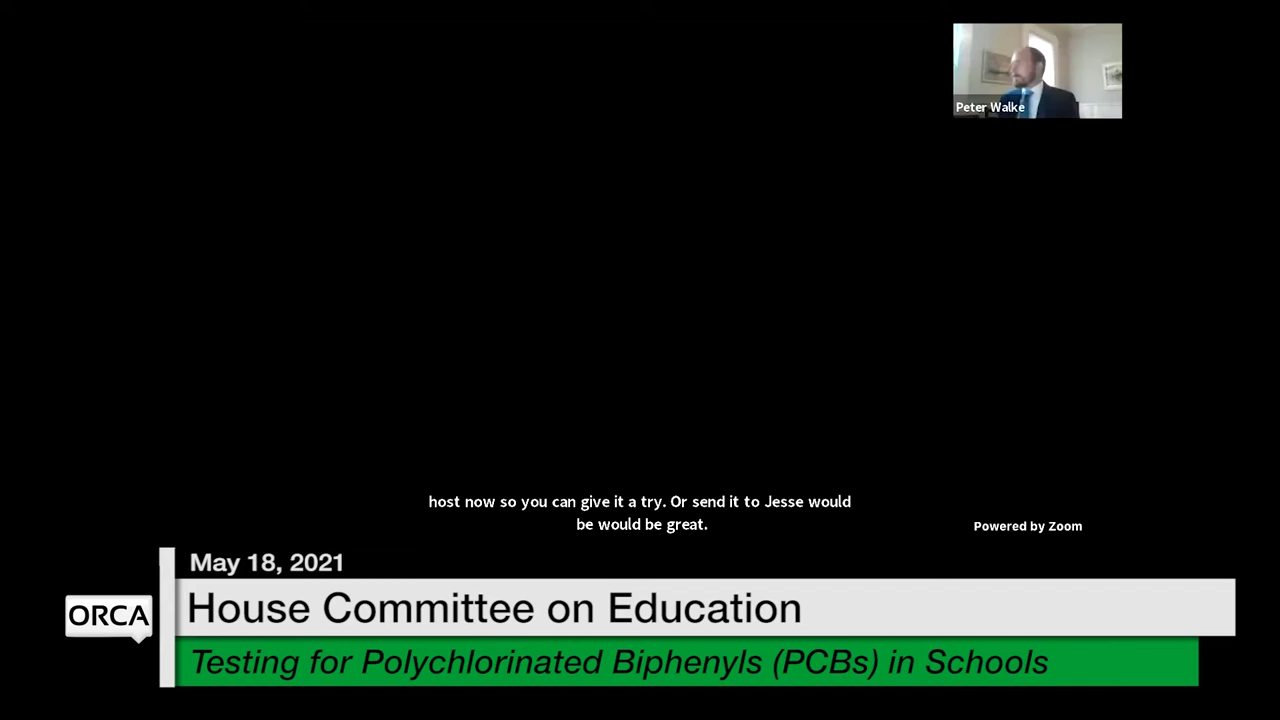 Peter Walke
host now so you can give it a try. Or send it to Jesse would
be would be great.
Powered by Zoom
May 18, 2021
House Committee on Education
ORCA
Testing for Polychlorinated Biphenyls (PCBs) in Schools